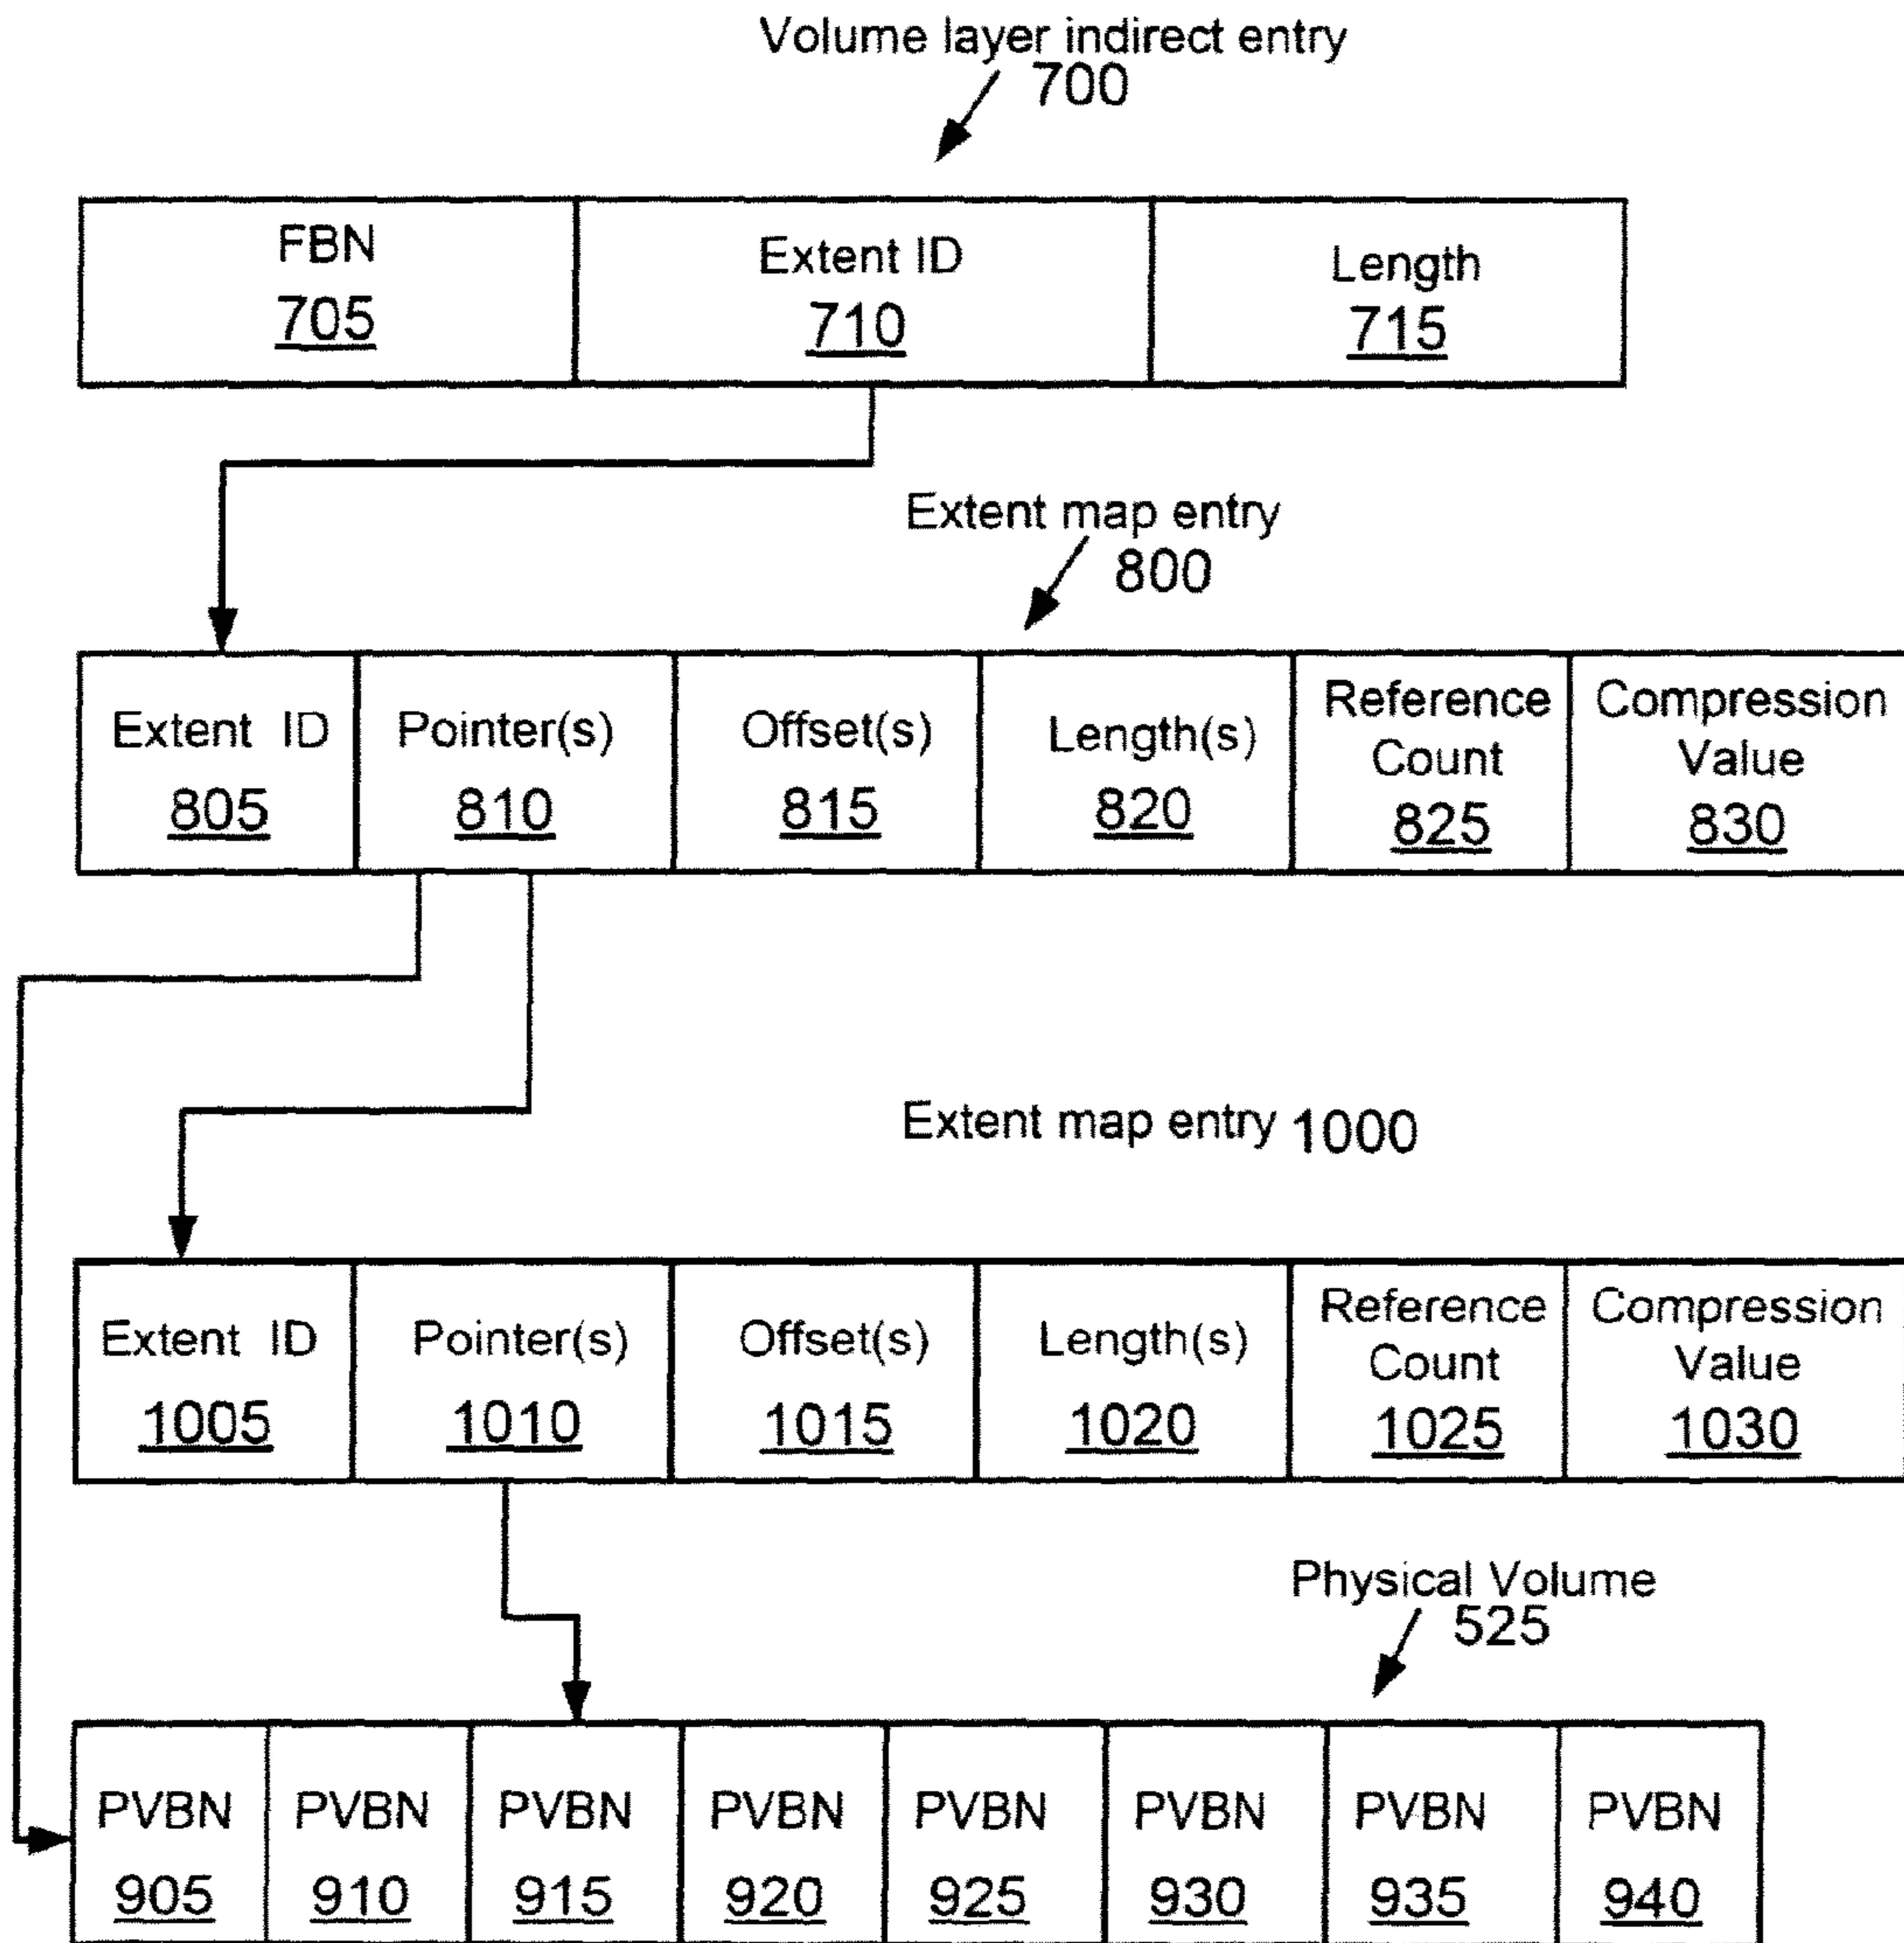 Volume layer indirect entry
700
FBN
705
Extent ID
710
Length
715
Extent map entry
800
Extent ID
805
Pointer(s)
810
Offset(s)
815
Length(s)
820
Reference
Count
825
Compression
Value
830
Extent map entry 1000
Extent ID
1005
Pointer(s)
1010
Offset(s)
1015
Length(s)
1020
Reference
Count
1025
Compression
Value
1030
Physical Volume
525
PVBN
905
PVBN
910
PVBN
915
PVBN
920
PVBN
925
PVBN
930
PVBN
935
PVBN
940